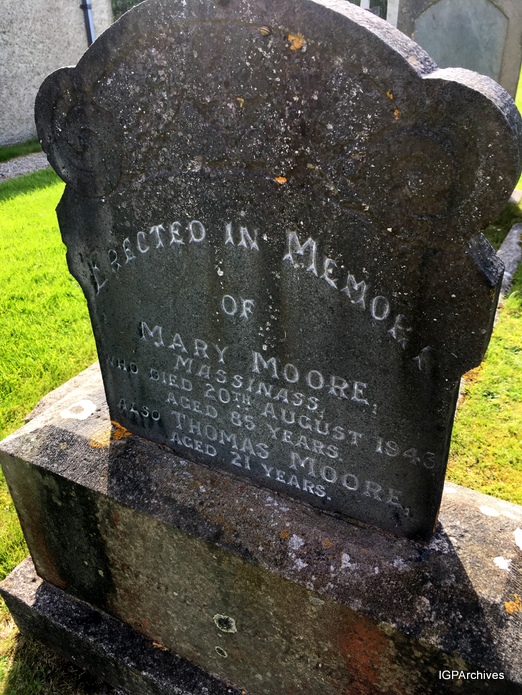 ERECTED IN MEMORY
OF
MARY MOORE,
MASSINASS,
WHO DIED 20TH AUGUST 1943
AGED 85 YEARS.
ALSO THOMAS MOORE,
AGED 21 YEARS.
IGPArchives